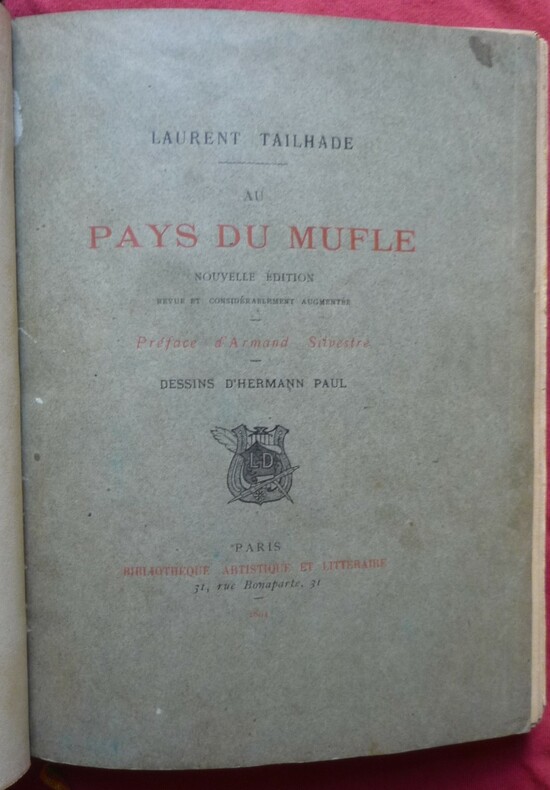 LAURENT TAILHADE
AU
PAYS DU MUFLE
NOUVELLE ÉDITION
REVUE ET CONSIDÉRABLEMENT AUGMENTÉE
Préface d'Armand Silvestre
DESSINS D'HERMANN PAUL
L·D
PARIS
BIBLIOTHÈQUE ARTISTIQUE ET LITTÉRAIRE
31, rue Bonaparte, 31